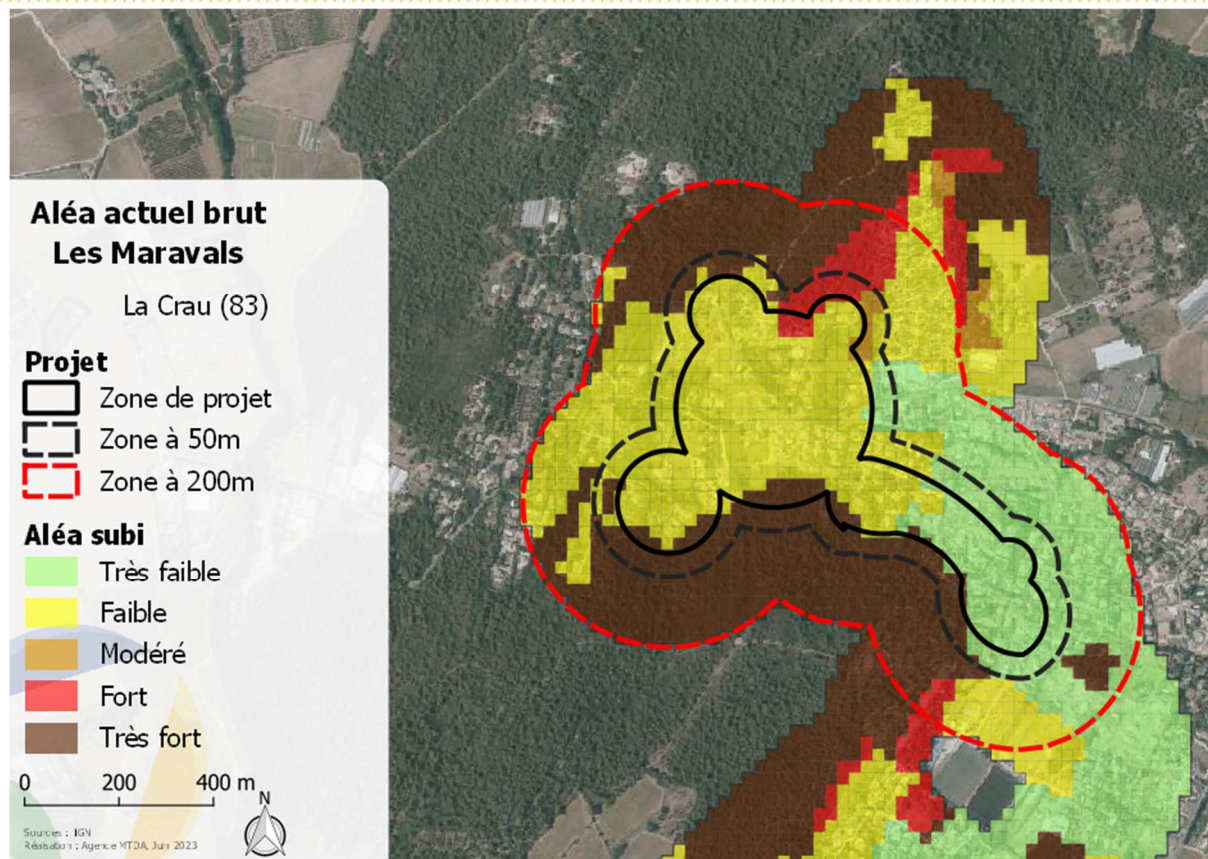 Aléa actuel brut
Les Maravals
La Crau (83)
Projet
Zone de projet
Zone à 50m
Zone à 200m
Aléa subi
Très faible
Faible
Modéré
Fort
Très fort
0 200 400 m
N
Sources : IGN
Réalisation : Agence MTDA, Juin 2023